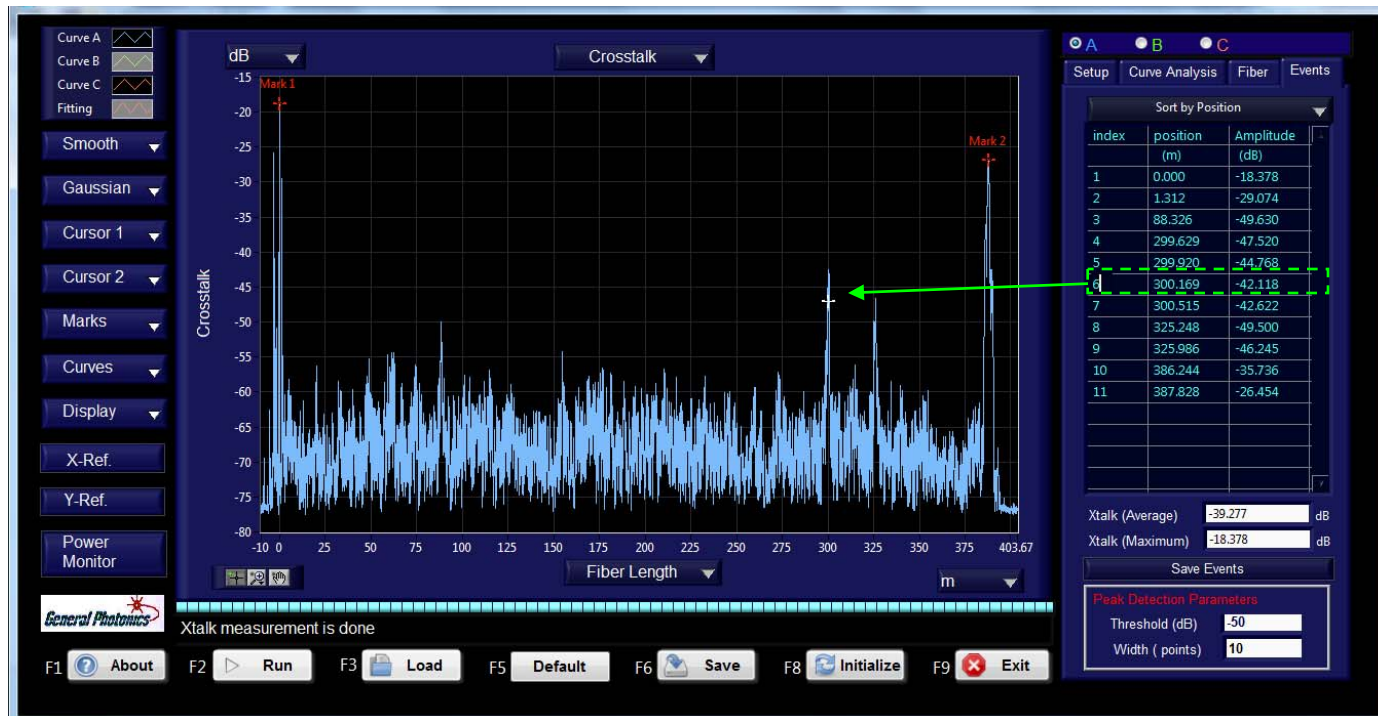 Curve A
Curve B
Curve C
Fitting
Smooth
Gaussian
Cursor 1
Cursor 2
Marks
Curves
Display
X-Ref.
Y-Ref.
Power
Monitor
General Photonics
dB
Crosstalk
Mark 1
Mark 2
-15
-20
-25
-30
-35
-40
-45
-50
-55
-60
-65
-70
-75
-80
Crosstalk
-10 0 25 50 75 100 125 150 175 200 225 250 275 300 325 350 375 403.67
Fiber Length
m
Xtalk measurement is done
A B C
Setup Curve Analysis Fiber Events
Sort by Position
index position Amplitude
(m) (dB)
1 0.000 -18.378
2 1.312 -29.074
3 88.326 -49.630
4 299.629 -47.520
5 299.920 -44.768
6 300.169 -42.118
7 300.515 -42.622
8 325.248 -49.500
9 325.986 -46.245
10 386.244 -35.736
11 387.828 -26.454
Xtalk (Average) -39.277 dB
Xtalk (Maximum) -18.378 dB
Save Events
Peak Detection Parameters
Threshold (dB) -50
Width ( points) 10
F1 ? About F2 Run F3 Load F5 Default F6 Save F8 Initialize F9 Exit